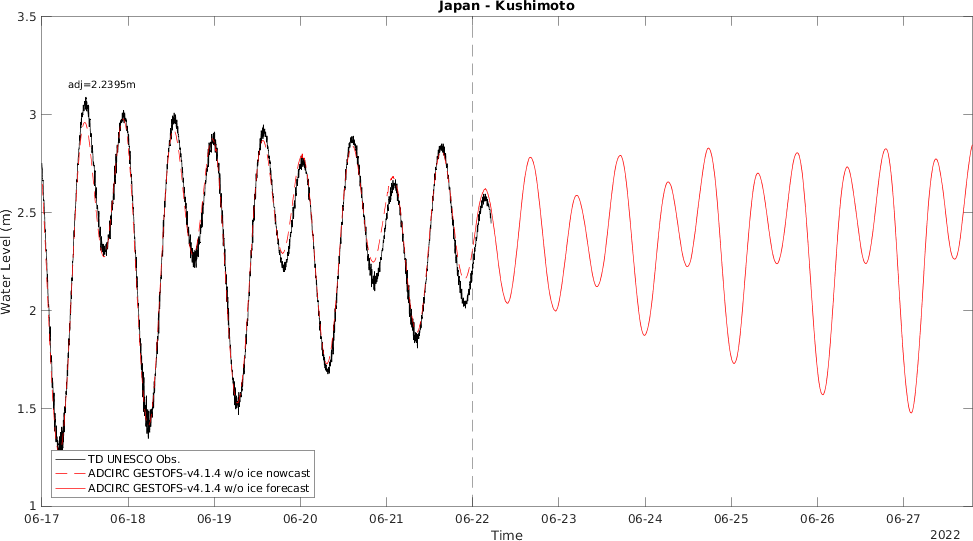 Japan - Kushimoto
3.5
3
2.5
2
1.5
1
Water Level (m)
adj=2.2395m
TD UNESCO Obs.
ADCIRC GESTOFS-v4.1.4 w/o ice nowcast
ADCIRC GESTOFS-v4.1.4 w/o ice forecast
06-17 06-18 06-19 06-20 06-21 06-22 06-23 06-24 06-25 06-26 06-27
Time
2022